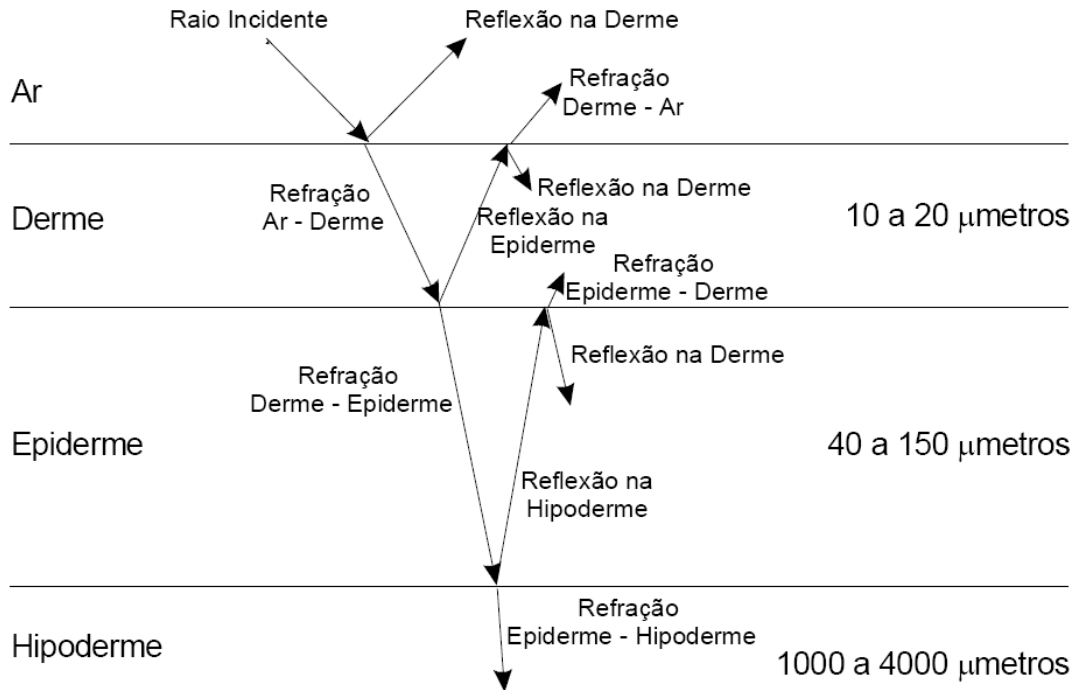 Raio Incidente
Reflexão na Derme
Ar
Refração
Derme - Ar
Derme
Refração
Ar - Derme
Reflexão na Derme
Reflexão na
Epiderme
10 a 20 μmetros
Refração
Epiderme - Derme
Reflexão na Derme
Refração
Derme - Epiderme
Epiderme
40 a 150 μmetros
Reflexão na
Hipoderme
Refração
Epiderme - Hipoderme
Hipoderme
1000 a 4000 μmetros